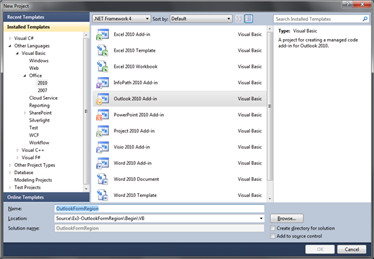 New Project
Recent Templates
.NET Framework 4
Sort by: Default
Search Installed Templates
Installed Templates
Visual C#
Other Languages
Visual Basic
Windows
Web
Office
2010
2007
Cloud Service
Reporting
SharePoint
Silverlight
Test
WCF
Workflow
Visual C++
Visual F#
Other Project Types
Database
Modeling Projects
Test Projects
Online Templates
Excel 2010 Add-in Visual Basic
Excel 2010 Template Visual Basic
Excel 2010 Workbook Visual Basic
InfoPath 2010 Add-in Visual Basic
Outlook 2010 Add-in Visual Basic
PowerPoint 2010 Add-in Visual Basic
Project 2010 Add-in Visual Basic
Visio 2010 Add-in Visual Basic
Word 2010 Add-in Visual Basic
Word 2010 Document Visual Basic
Word 2010 Template Visual Basic
Type: Visual Basic
A project for creating a managed code
add-in for Outlook 2010.
Name: OutlookFormRegion
Location: Source\Ex3-OutlookFormRegion\Begin\VB
Browse...
Solution name: OutlookFormRegion
Create directory for solution
Add to source control
OK
Cancel